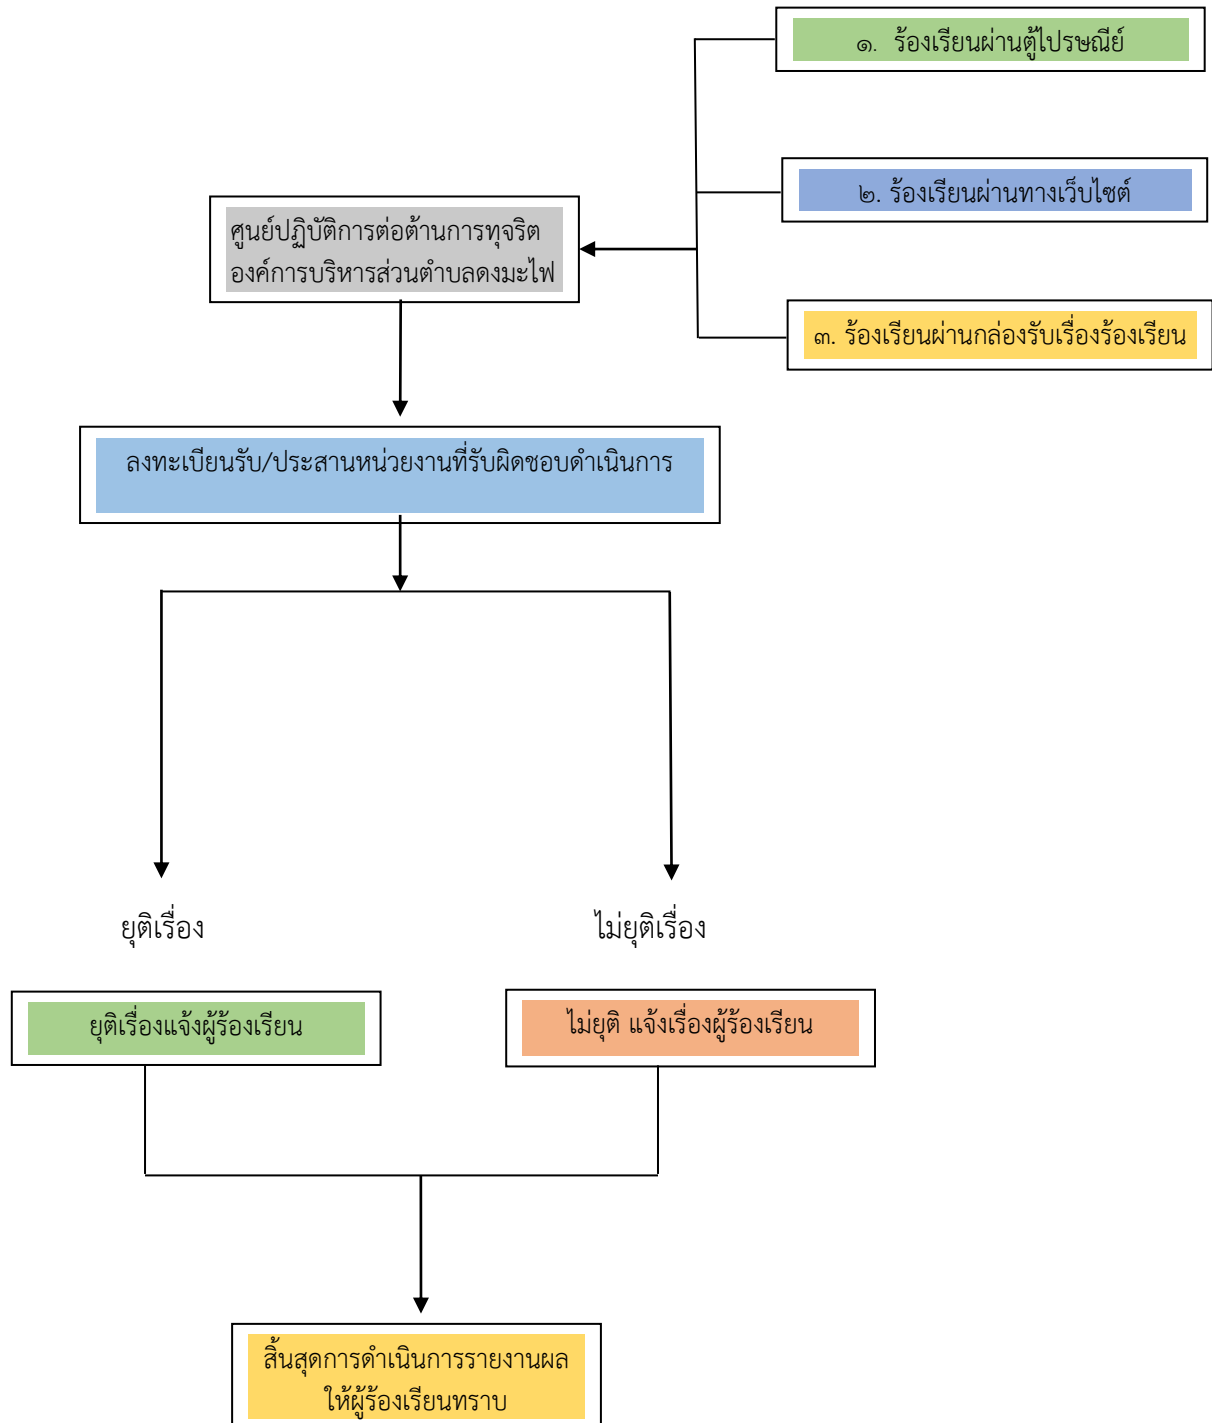 ๑. ร้องเรียนผ่านตู้ไปรษณีย์
๒. ร้องเรียนผ่านทางเว็บไซต์
ศูนย์ปฏิบัติการต่อต้านการทุจริต
องค์การบริหารส่วนตำบลดงมะไฟ
๓. ร้องเรียนผ่านกล่องรับเรื่องร้องเรียน
ลงทะเบียนรับ/ประสานหน่วยงานที่รับผิดชอบดำเนินการ
ยุติเรื่อง
ไม่ยุติเรื่อง
ยุติเรื่องแจ้งผู้ร้องเรียน
ไม่ยุติ แจ้งเรื่องผู้ร้องเรียน
สิ้นสุดการดำเนินการรายงานผล
ให้ผู้ร้องเรียนทราบ